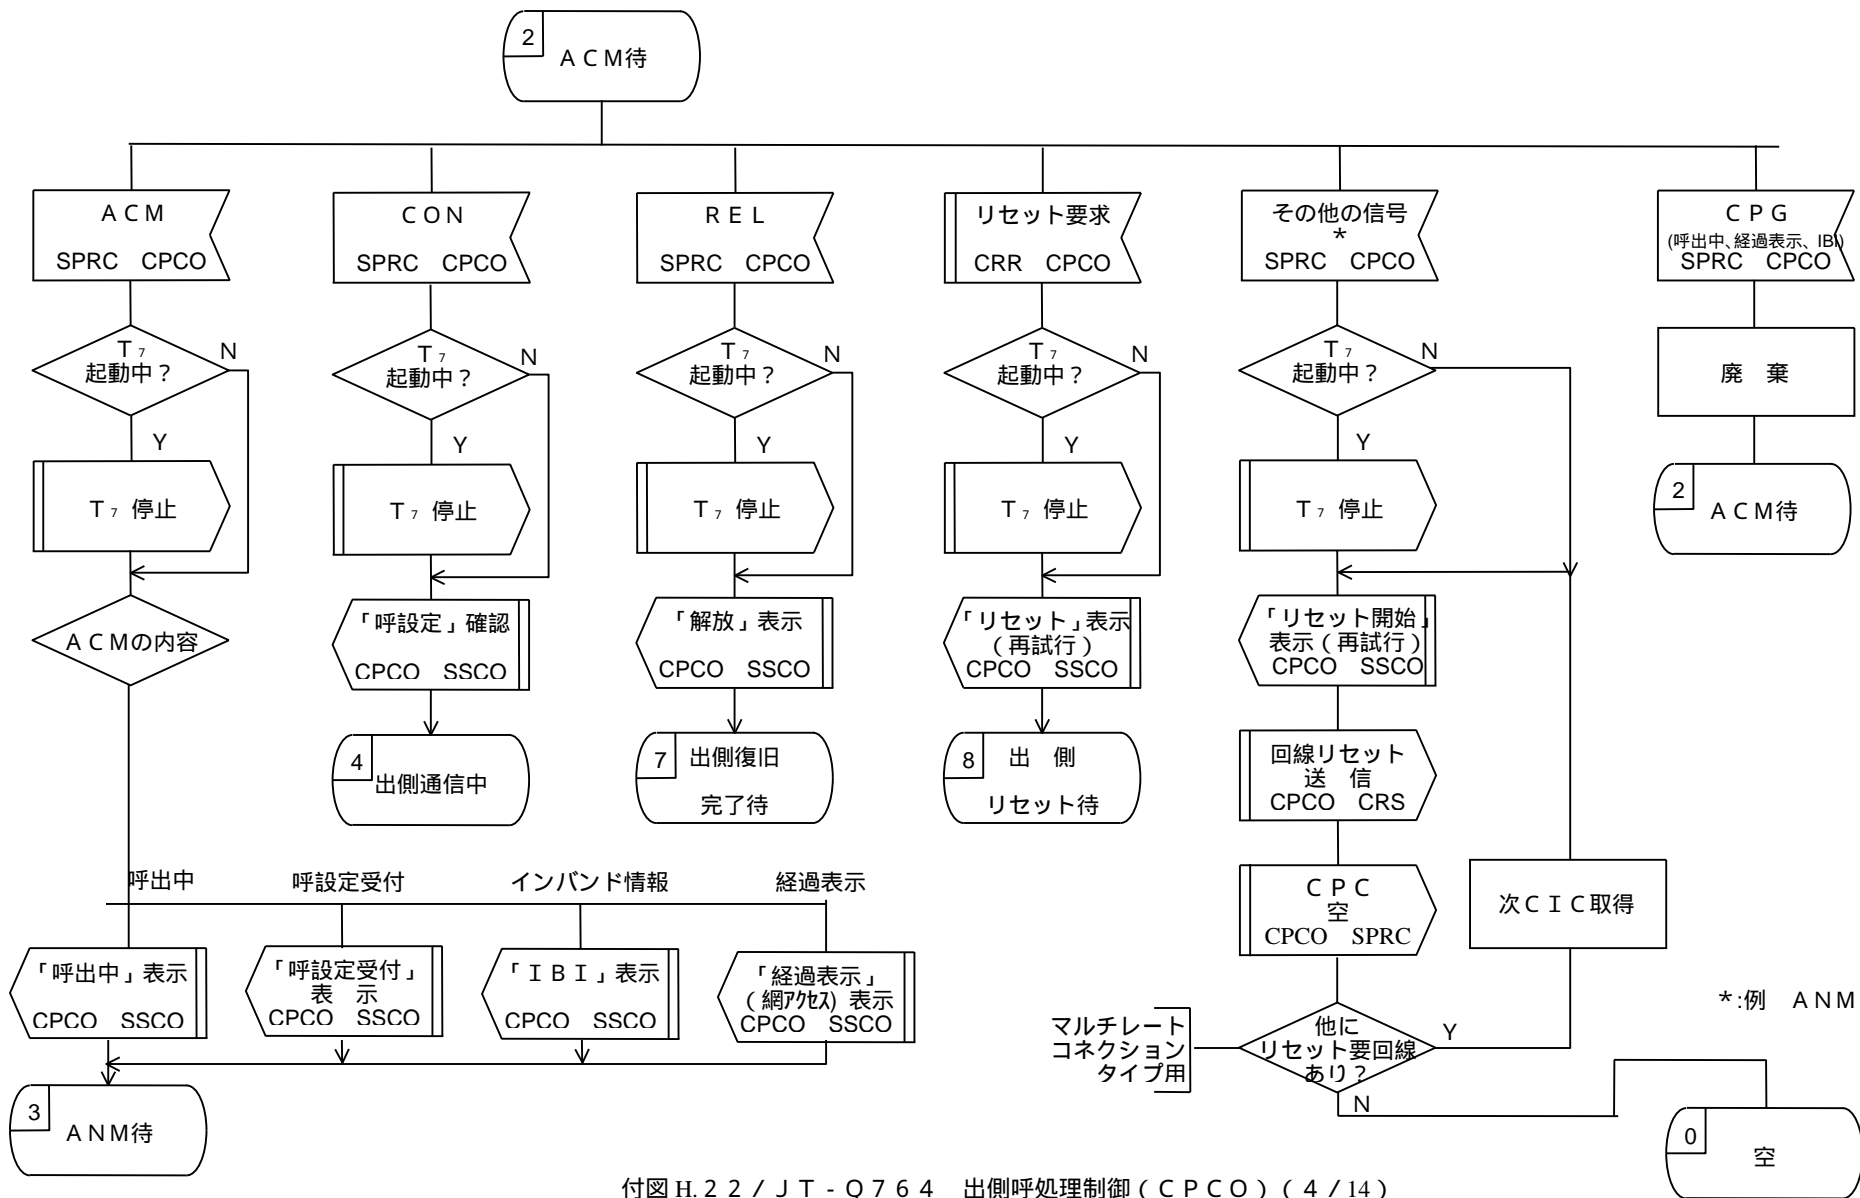 2
ＡＣＭ待
ＡＣＭ
SPRC CPCO
ＣＯＮ
SPRC CPCO
ＲＥＬ
SPRC CPCO
リセット要求
CRR CPCO
その他の信号
*
SPRC CPCO
ＣＰＧ
(呼出中、経過表示、IBI)
SPRC CPCO
Ｔ₇
起動中？
Ｎ
Ｙ
Ｔ₇
起動中？
Ｎ
Ｙ
Ｔ₇
起動中？
Ｎ
Ｙ
Ｔ₇
起動中？
Ｎ
Ｙ
Ｔ₇
起動中？
Ｎ
Ｙ
廃 棄
Ｔ₇ 停止
Ｔ₇ 停止
Ｔ₇ 停止
Ｔ₇ 停止
Ｔ₇ 停止
2
ＡＣＭ待
ＡＣＭの内容
「呼設定」確認
CPCO SSCO
「解放」表示
CPCO SSCO
「リセット」表示
（再試行）
CPCO SSCO
「リセット開始」
表示（再試行）
CPCO SSCO
4
出側通信中
7
出側復旧
完了待
8
出 側
リセット待
回線リセット
送 信
CPCO CRS
呼出中
呼設定受付
インバンド情報
経過表示
ＣＰＣ
空
CPCO SPRC
次ＣＩＣ取得
「呼出中」表示
CPCO SSCO
「呼設定受付」
表 示
CPCO SSCO
「ＩＢＩ」表示
CPCO SSCO
「経過表示」
（網ｱｸｾｽ) 表示
CPCO SSCO
*:例 ＡＮＭ
マルチレート
コネクション
タイプ用
他に
リセット要回線
あり？
Ｙ
Ｎ
3
ＡＮＭ待
0
空
付図 H.２２／ＪＴ－Ｑ７６４ 出側呼処理制御（ＣＰＣＯ）（４／14）